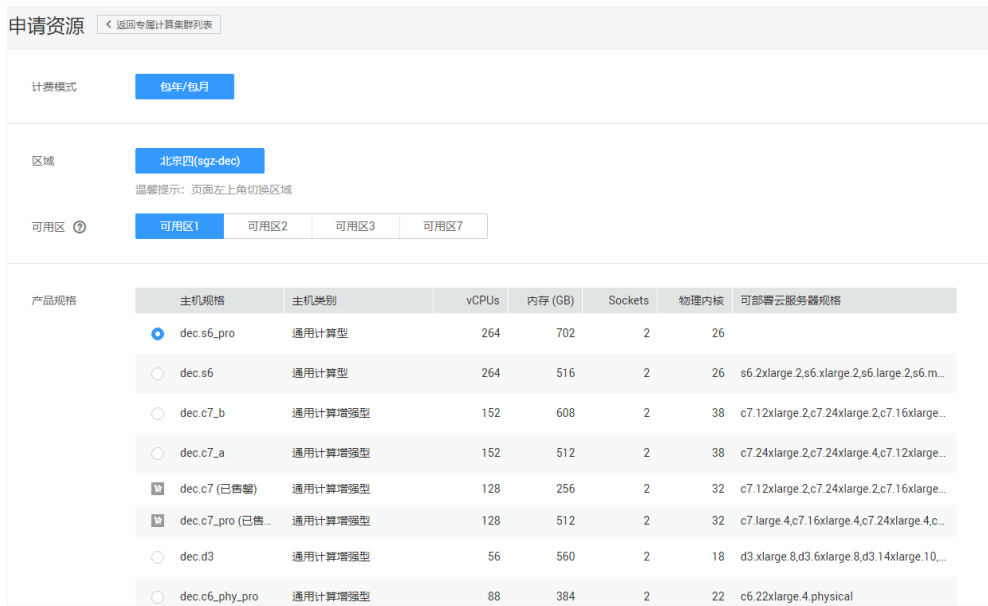 申请资源 返回专属计算集群列表
计费模式 包年/包月
区域 北京四(sgz-dec)
温馨提示：页面左上角切换区域
可用区 ? 可用区1 可用区2 可用区3 可用区7
产品规格 主机规格 主机类别 vCPUs 内存 (GB) Sockets 物理内核 可部署云服务器规格
dec.s6_pro 通用计算型 264 702 2 26
dec.s6 通用计算型 264 516 2 26 s6.2xlarge.2,s6.xlarge.2,s6.large.2,s6.m...
dec.c7_b 通用计算增强型 152 608 2 38 c7.12xlarge.2,c7.24xlarge.2,c7.16xlarge...
dec.c7_a 通用计算增强型 152 512 2 38 c7.24xlarge.2,c7.24xlarge.4,c7.12xlarge...
dec.c7 (已售罄) 通用计算增强型 128 256 2 32 c7.12xlarge.2,c7.24xlarge.2,c7.16xlarge...
dec.c7_pro (已售... 通用计算增强型 128 512 2 32 c7.large.4,c7.16xlarge.4,c7.24xlarge.4,c...
dec.d3 通用计算增强型 56 560 2 18 d3.xlarge.8,d3.6xlarge.8,d3.14xlarge.10,...
dec.c6_phy_pro 通用计算增强型 88 384 2 22 c6.22xlarge.4.physical